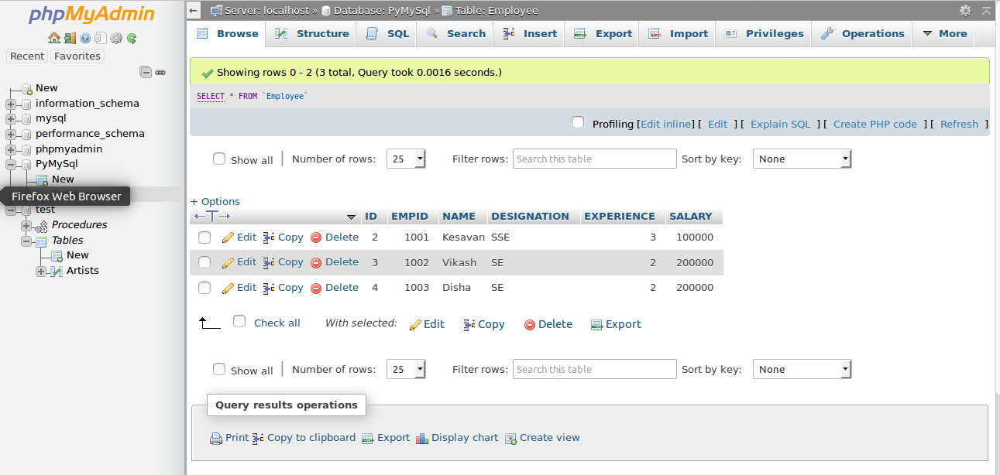 phpMyAdmin
Recent Favorites
New
information_schema
mysql
performance_schema
phpmyadmin
PyMySql
New
Firefox Web Browser
test
Procedures
Tables
New
Artists
Server: localhost » Database: PyMySql » Table: Employee
Browse Structure SQL Search Insert Export Import Privileges Operations More
Showing rows 0 - 2 (3 total, Query took 0.0016 seconds.)
SELECT * FROM `Employee`
Profiling [Edit inline] [ Edit ] [ Explain SQL ] [ Create PHP code ] [ Refresh ]
Show all Number of rows: 25 Filter rows: Search this table Sort by key: None
+ Options
←T→ ID EMPID NAME DESIGNATION EXPERIENCE SALARY
Edit Copy Delete 2 1001 Kesavan SSE 3 100000
Edit Copy Delete 3 1002 Vikash SE 2 200000
Edit Copy Delete 4 1003 Disha SE 2 200000
Check all With selected: Edit Copy Delete Export
Show all Number of rows: 25 Filter rows: Search this table Sort by key: None
Query results operations
Print Copy to clipboard Export Display chart Create view